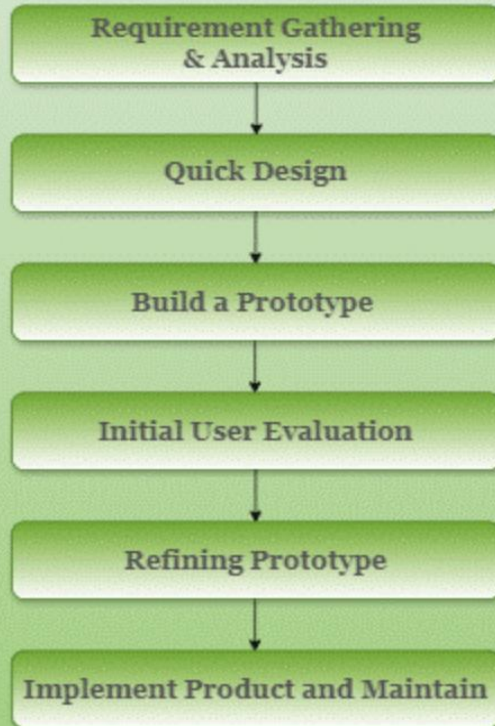 Requirement Gathering
& Analysis
Quick Design
Build a Prototype
Initial User Evaluation
Refining Prototype
Implement Product and Maintain